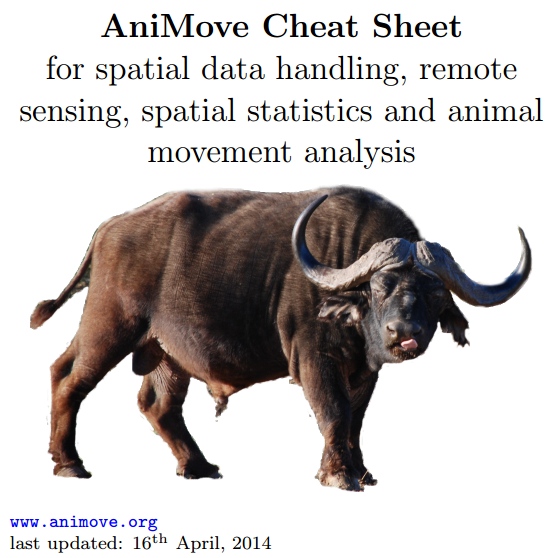 AniMove Cheat Sheet
for spatial data handling, remote
sensing, spatial statistics and animal
movement analysis
www.animove.org
last updated: 16th April, 2014